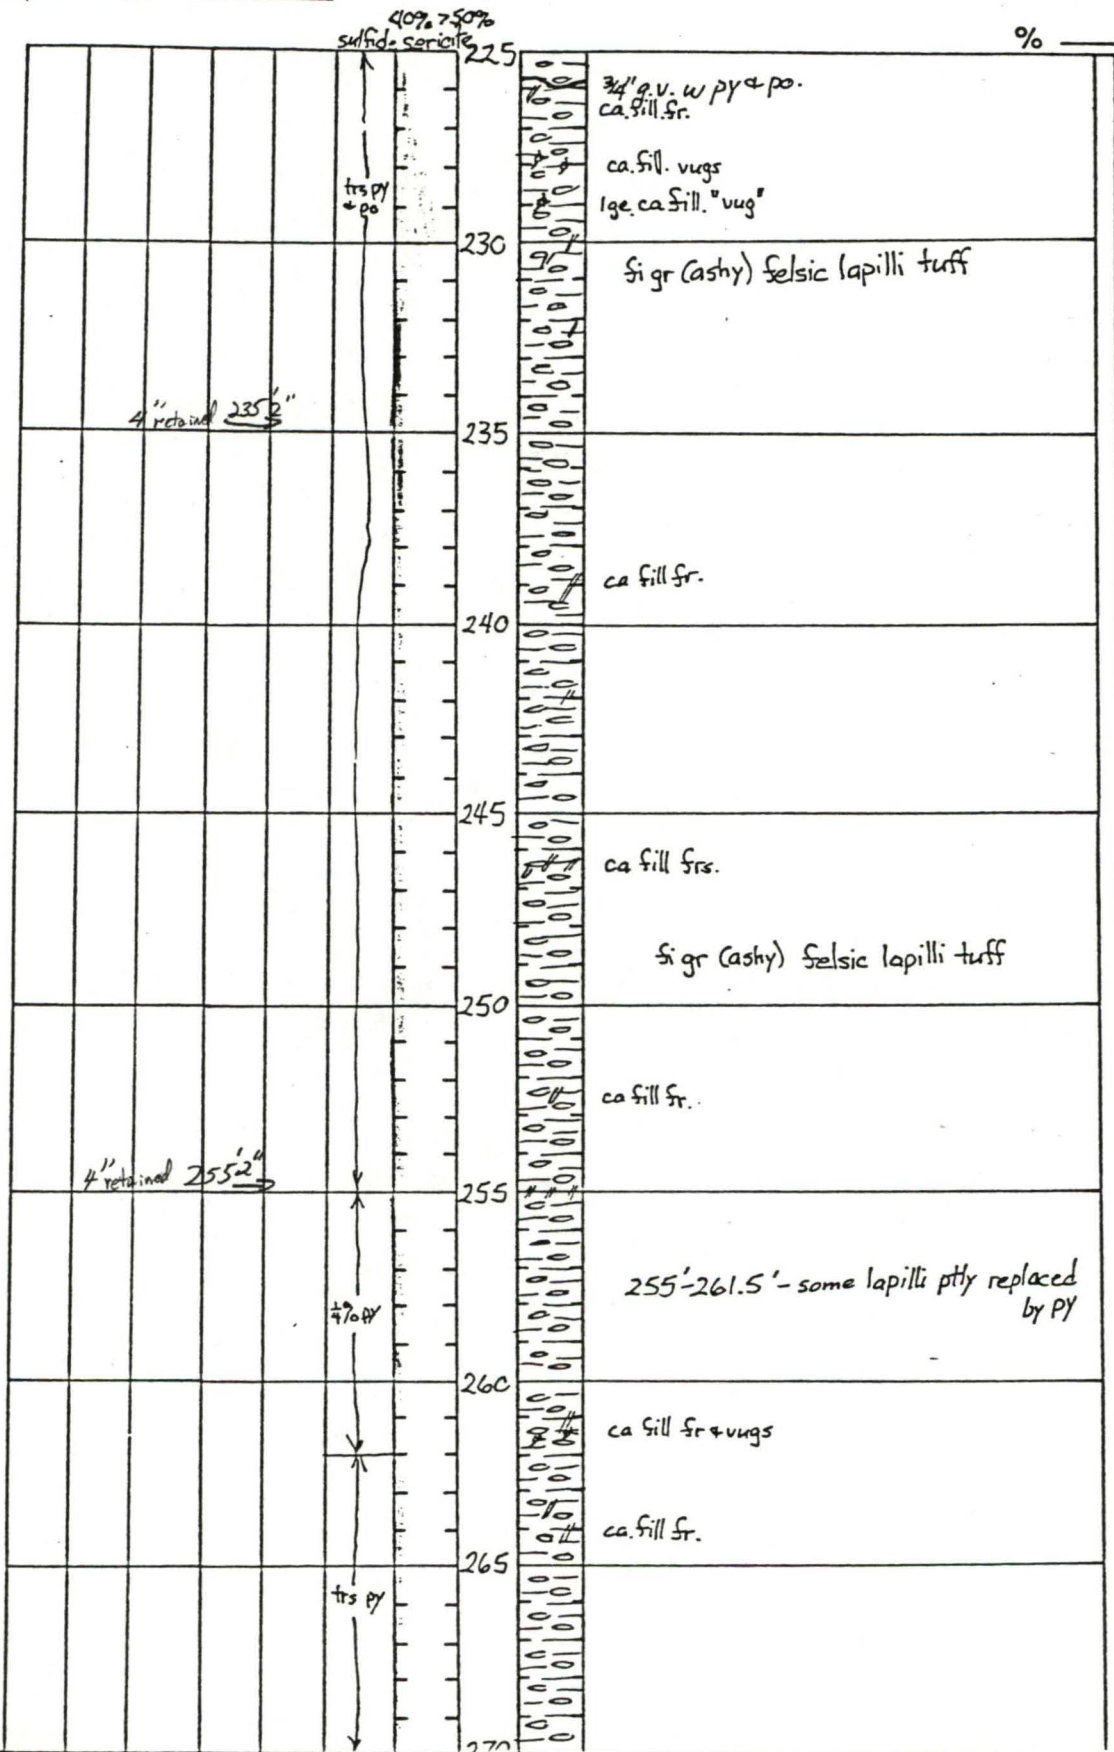 <10% >50%
sulfid. sericite
%
225
3/4" q.v. w py & po.
ca. fill. fr.
ca. fill. vugs
trs py
& po
lge. ca fill. "vug"
230
fi gr (ashy) felsic lapilli tuff
4" retained 235'2"
235
ca fill fr.
240
245
ca fill frs.
fi gr (ashy) felsic lapilli tuff
250
ca fill fr.
4" retained 255'2"
255
255'-261.5'- some lapilli ptly replaced
by py
1/4% py
260
ca fill fr & vugs
ca. fill fr.
265
trs py
270